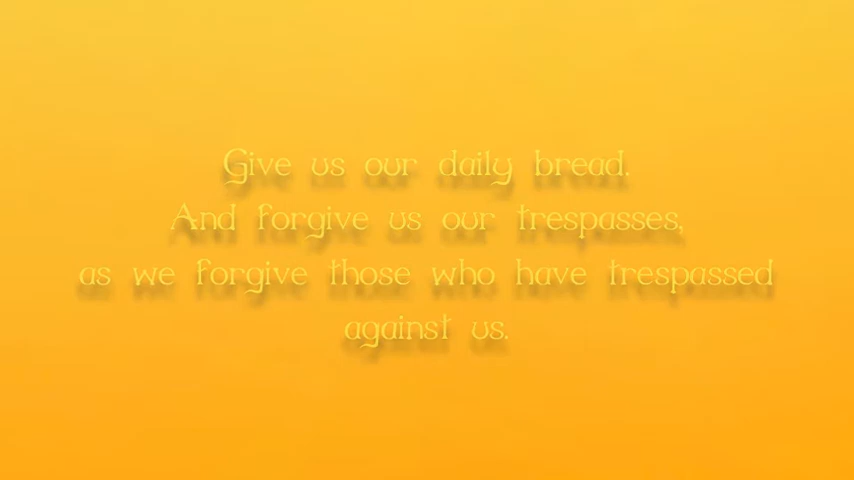 Give us our daily bread.
And forgive us our trespasses,
as we forgive those who have trespassed
against us.